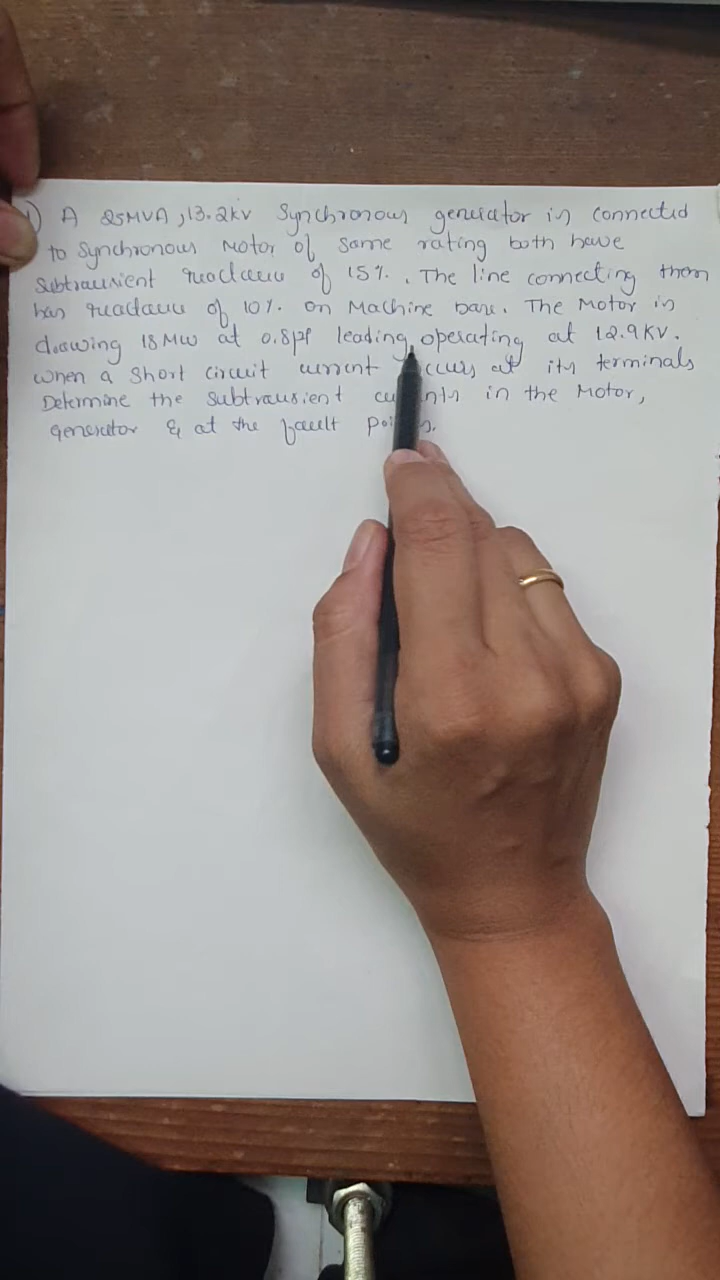 1) A 25MVA, 13.2kV Synchronous generator is connected
to Synchronous Motor of Same rating both have
Subtransient reactance of 15%. The line connecting them
has reactance of 10% on Machine base. The Motor is
drawing 18 MW at 0.8pf leading operating at 12.9KV.
when a Short circuit current occurs at its terminals
Determine the Subtransient in the Motor,
Generator & at the fault